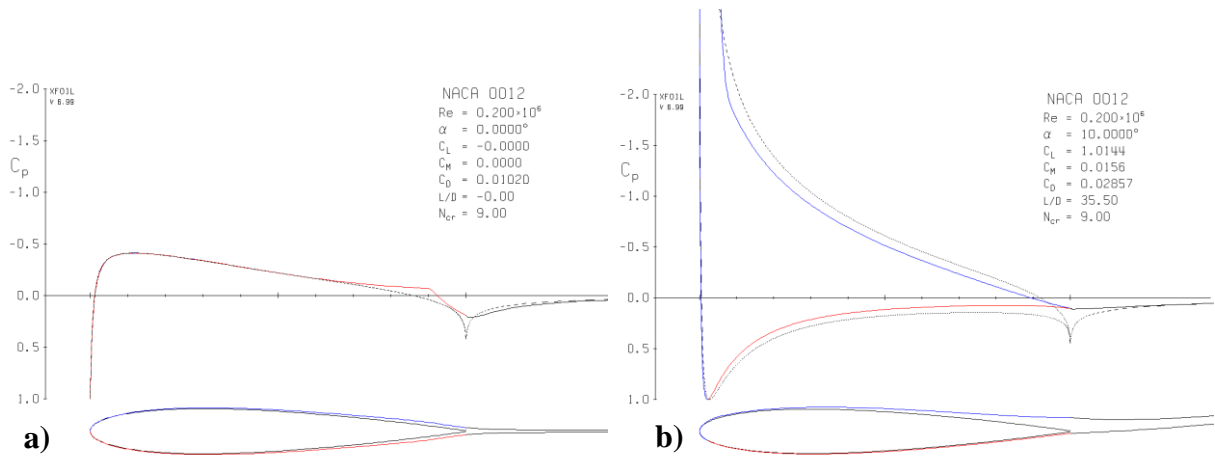 -2.0
XFOIL
V 6.99
-1.5
Cp
-1.0
-0.5
0.0
0.5
1.0
NACA 0012
Re = 0.200×10⁶
α = 0.0000°
CL = -0.0000
CM = 0.0000
CD = 0.01020
L/D = -0.00
Ncr = 9.00
a)
-2.0
XFOIL
V 6.99
-1.5
Cp
-1.0
-0.5
0.0
0.5
1.0
NACA 0012
Re = 0.200×10⁶
α = 10.0000°
CL = 1.0144
CM = 0.0156
CD = 0.02857
L/D = 35.50
Ncr = 9.00
b)